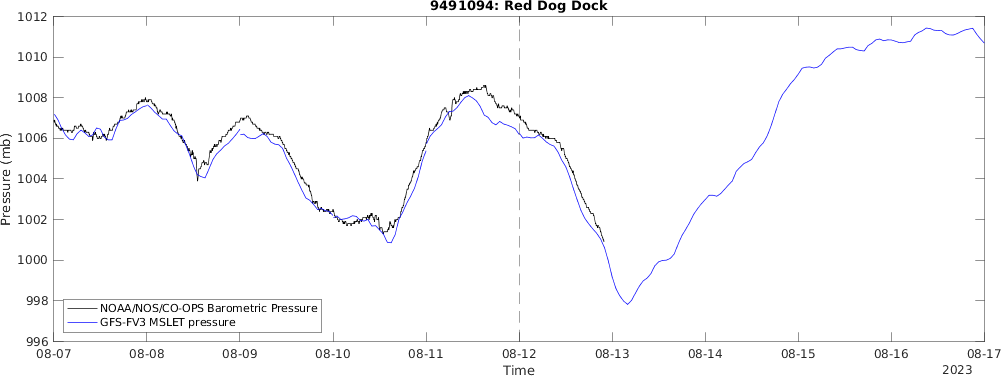 9491094: Red Dog Dock
Pressure (mb)
1012
1010
1008
1006
1004
1002
1000
998
996
NOAA/NOS/CO-OPS Barometric Pressure
GFS-FV3 MSLET pressure
08-07 08-08 08-09 08-10 08-11 08-12 08-13 08-14 08-15 08-16 08-17
Time
2023